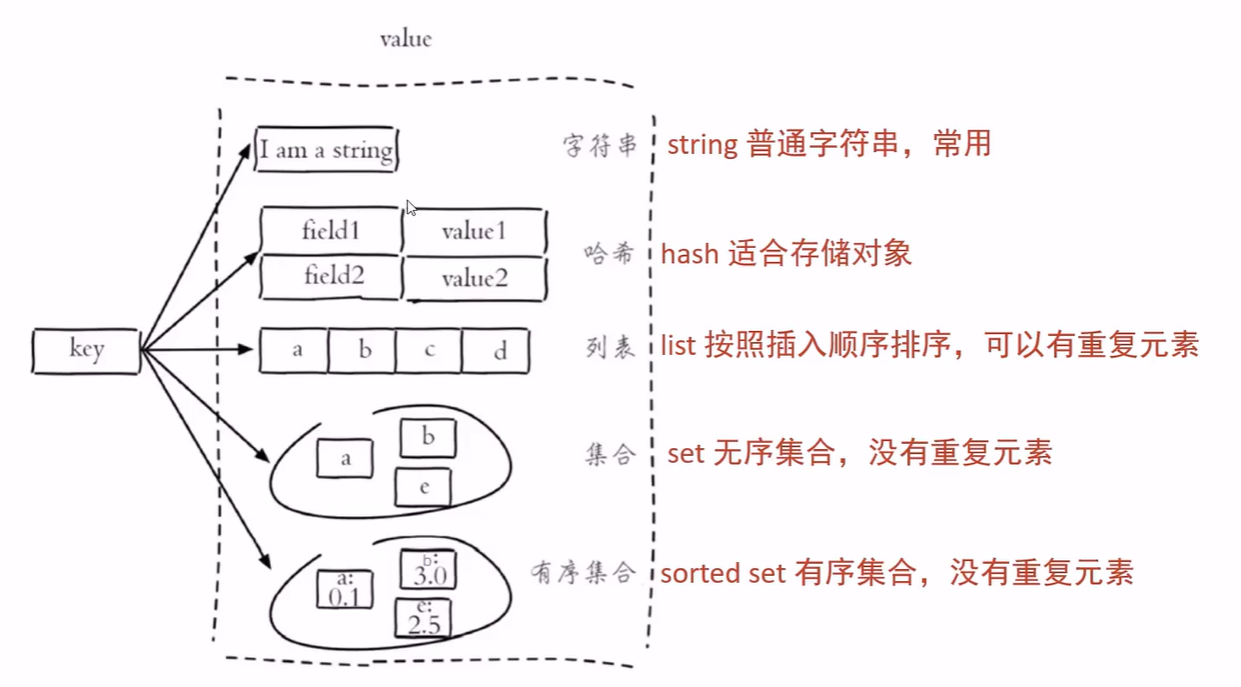 value
I am a string
字符串
string 普通字符串，常用
field1 value1
field2 value2
哈希
hash 适合存储对象
key
a b c d
列表
list 按照插入顺序排序，可以有重复元素
a
b
e
集合
set 无序集合，没有重复元素
a:
0.1
b:
3.0
e:
2.5
有序集合
sorted set 有序集合，没有重复元素